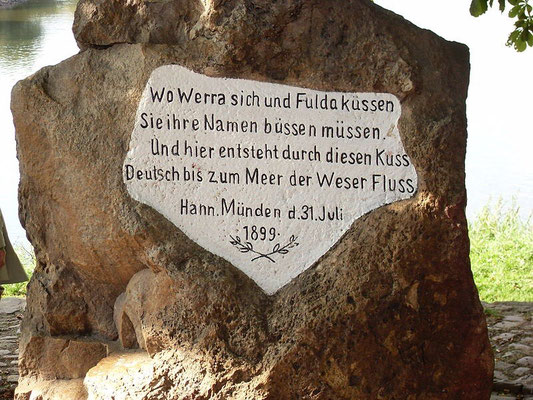 Wo Werra sich und Fulda küssen
Sie ihre Namen büssen müssen.
Und hier entsteht durch diesen Kuss
Deutsch bis zum Meer der Weser Fluss
Hann. Münden d. 31. Juli
1899.